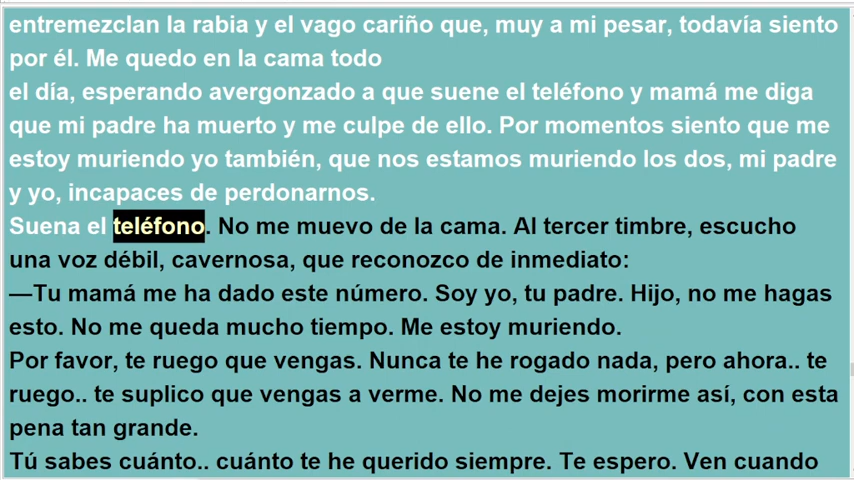 entremezclan la rabia y el vago cariño que, muy a mi pesar, todavía siento
por él. Me quedo en la cama todo
el día, esperando avergonzado a que suene el teléfono y mamá me diga
que mi padre ha muerto y me culpe de ello. Por momentos siento que me
estoy muriendo yo también, que nos estamos muriendo los dos, mi padre
y yo, incapaces de perdonarnos.
Suena el teléfono. No me muevo de la cama. Al tercer timbre, escucho
una voz débil, cavernosa, que reconozco de inmediato:
—Tu mamá me ha dado este número. Soy yo, tu padre. Hijo, no me hagas
esto. No me queda mucho tiempo. Me estoy muriendo.
Por favor, te ruego que vengas. Nunca te he rogado nada, pero ahora.. te
ruego.. te suplico que vengas a verme. No me dejes morirme así, con esta
pena tan grande.
Tú sabes cuánto.. cuánto te he querido siempre. Te espero. Ven cuando